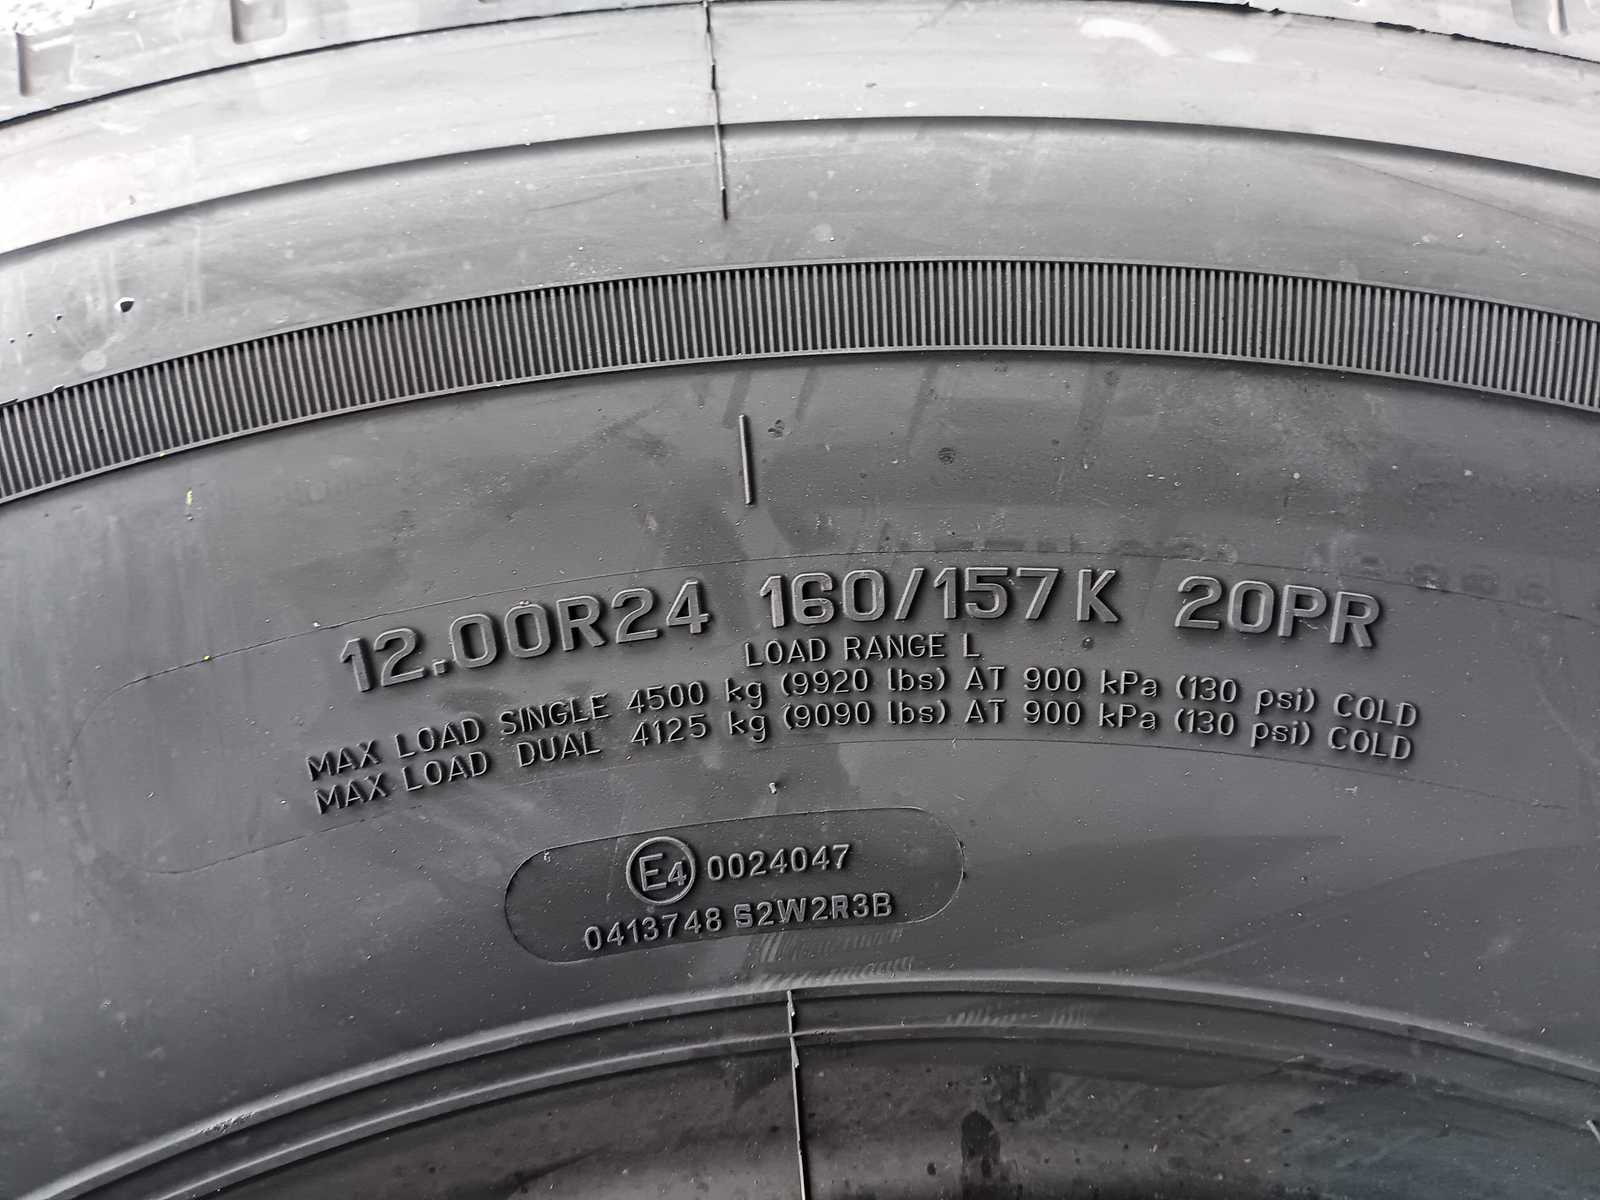 12.00R24 160/157K 20PR
LOAD RANGE L
MAX LOAD SINGLE 4500 kg (9920 lbs) AT 900 kPa (130 psi) COLD
MAX LOAD DUAL 4125 kg (9090 lbs) AT 900 kPa (130 psi) COLD
E4 0024047
0413748 S2W2R3B